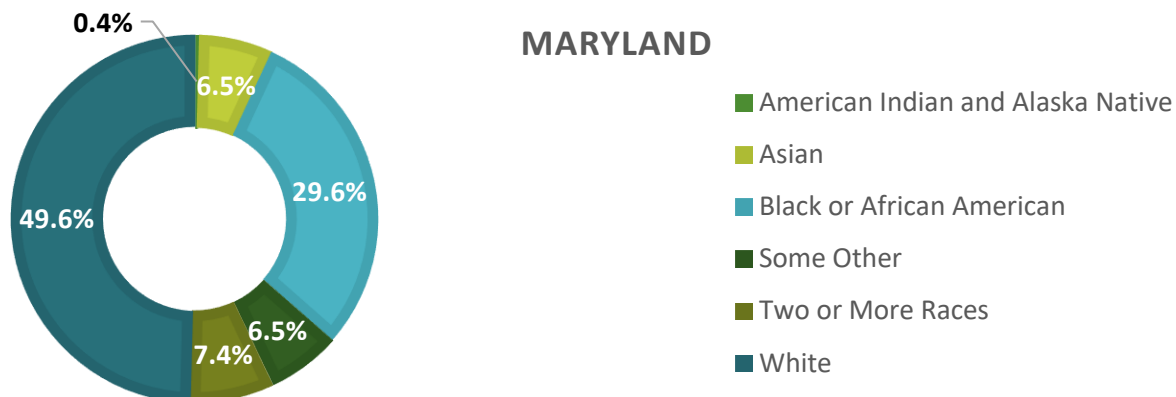 MARYLAND
0.4%
6.5%
29.6%
6.5%
7.4%
49.6%
American Indian and Alaska Native
Asian
Black or African American
Some Other
Two or More Races
White